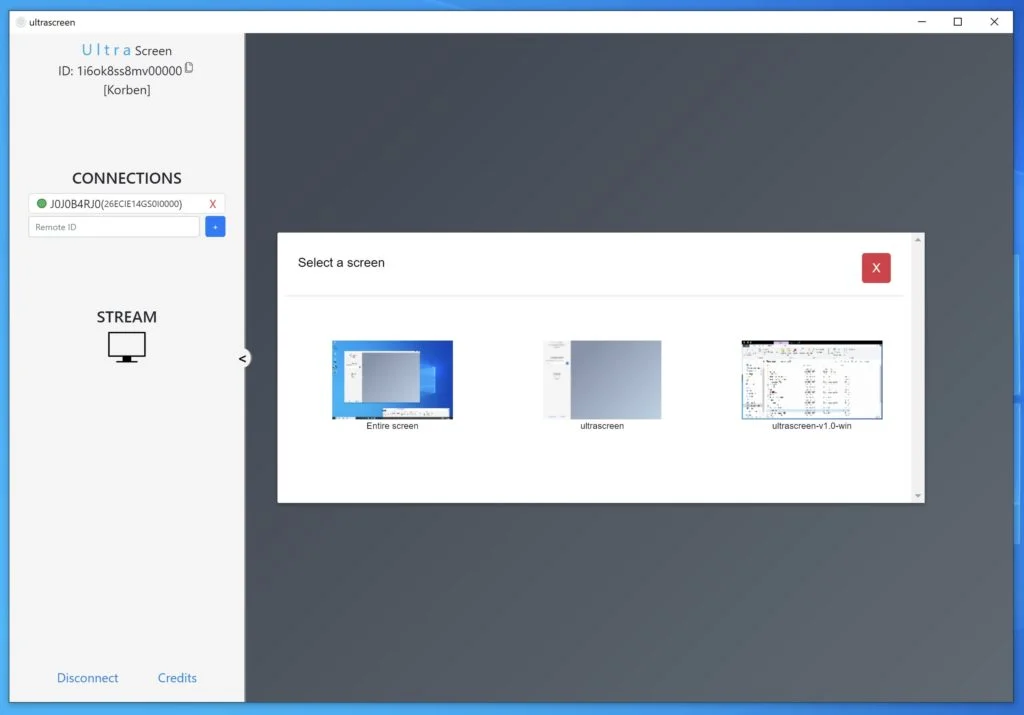 ultrascreen
Ultra Screen
ID: 1i6ok8ss8mv00000
[Korben]
CONNECTIONS
J0J0B4RJ0(26ECIE14GS0I0000) X
Remote ID +
STREAM
<
Disconnect Credits
Select a screen X
Entire screen
ultrascreen
ultrascreen-v1.0-win